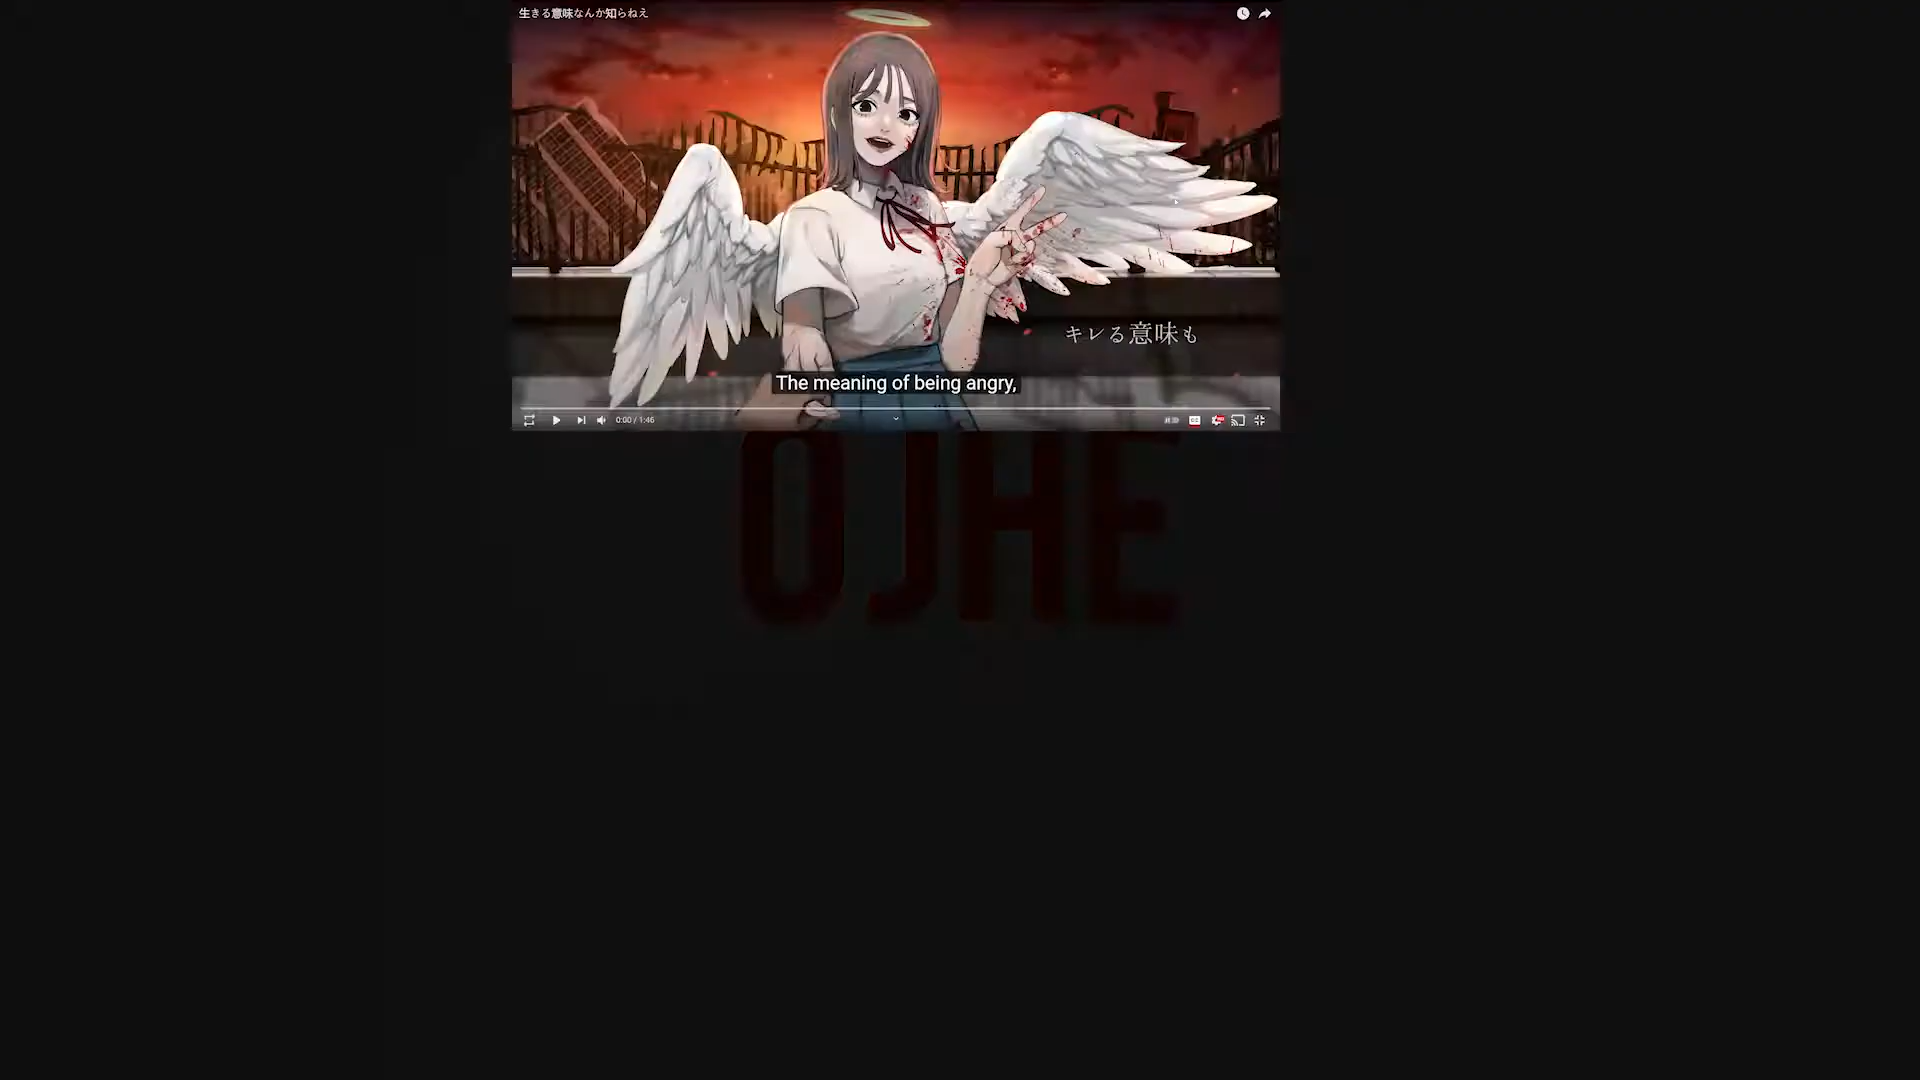 生きる意味なんか知らねえ
キレる意味も
The meaning of being angry,
0:00 / 1:46
OJHE